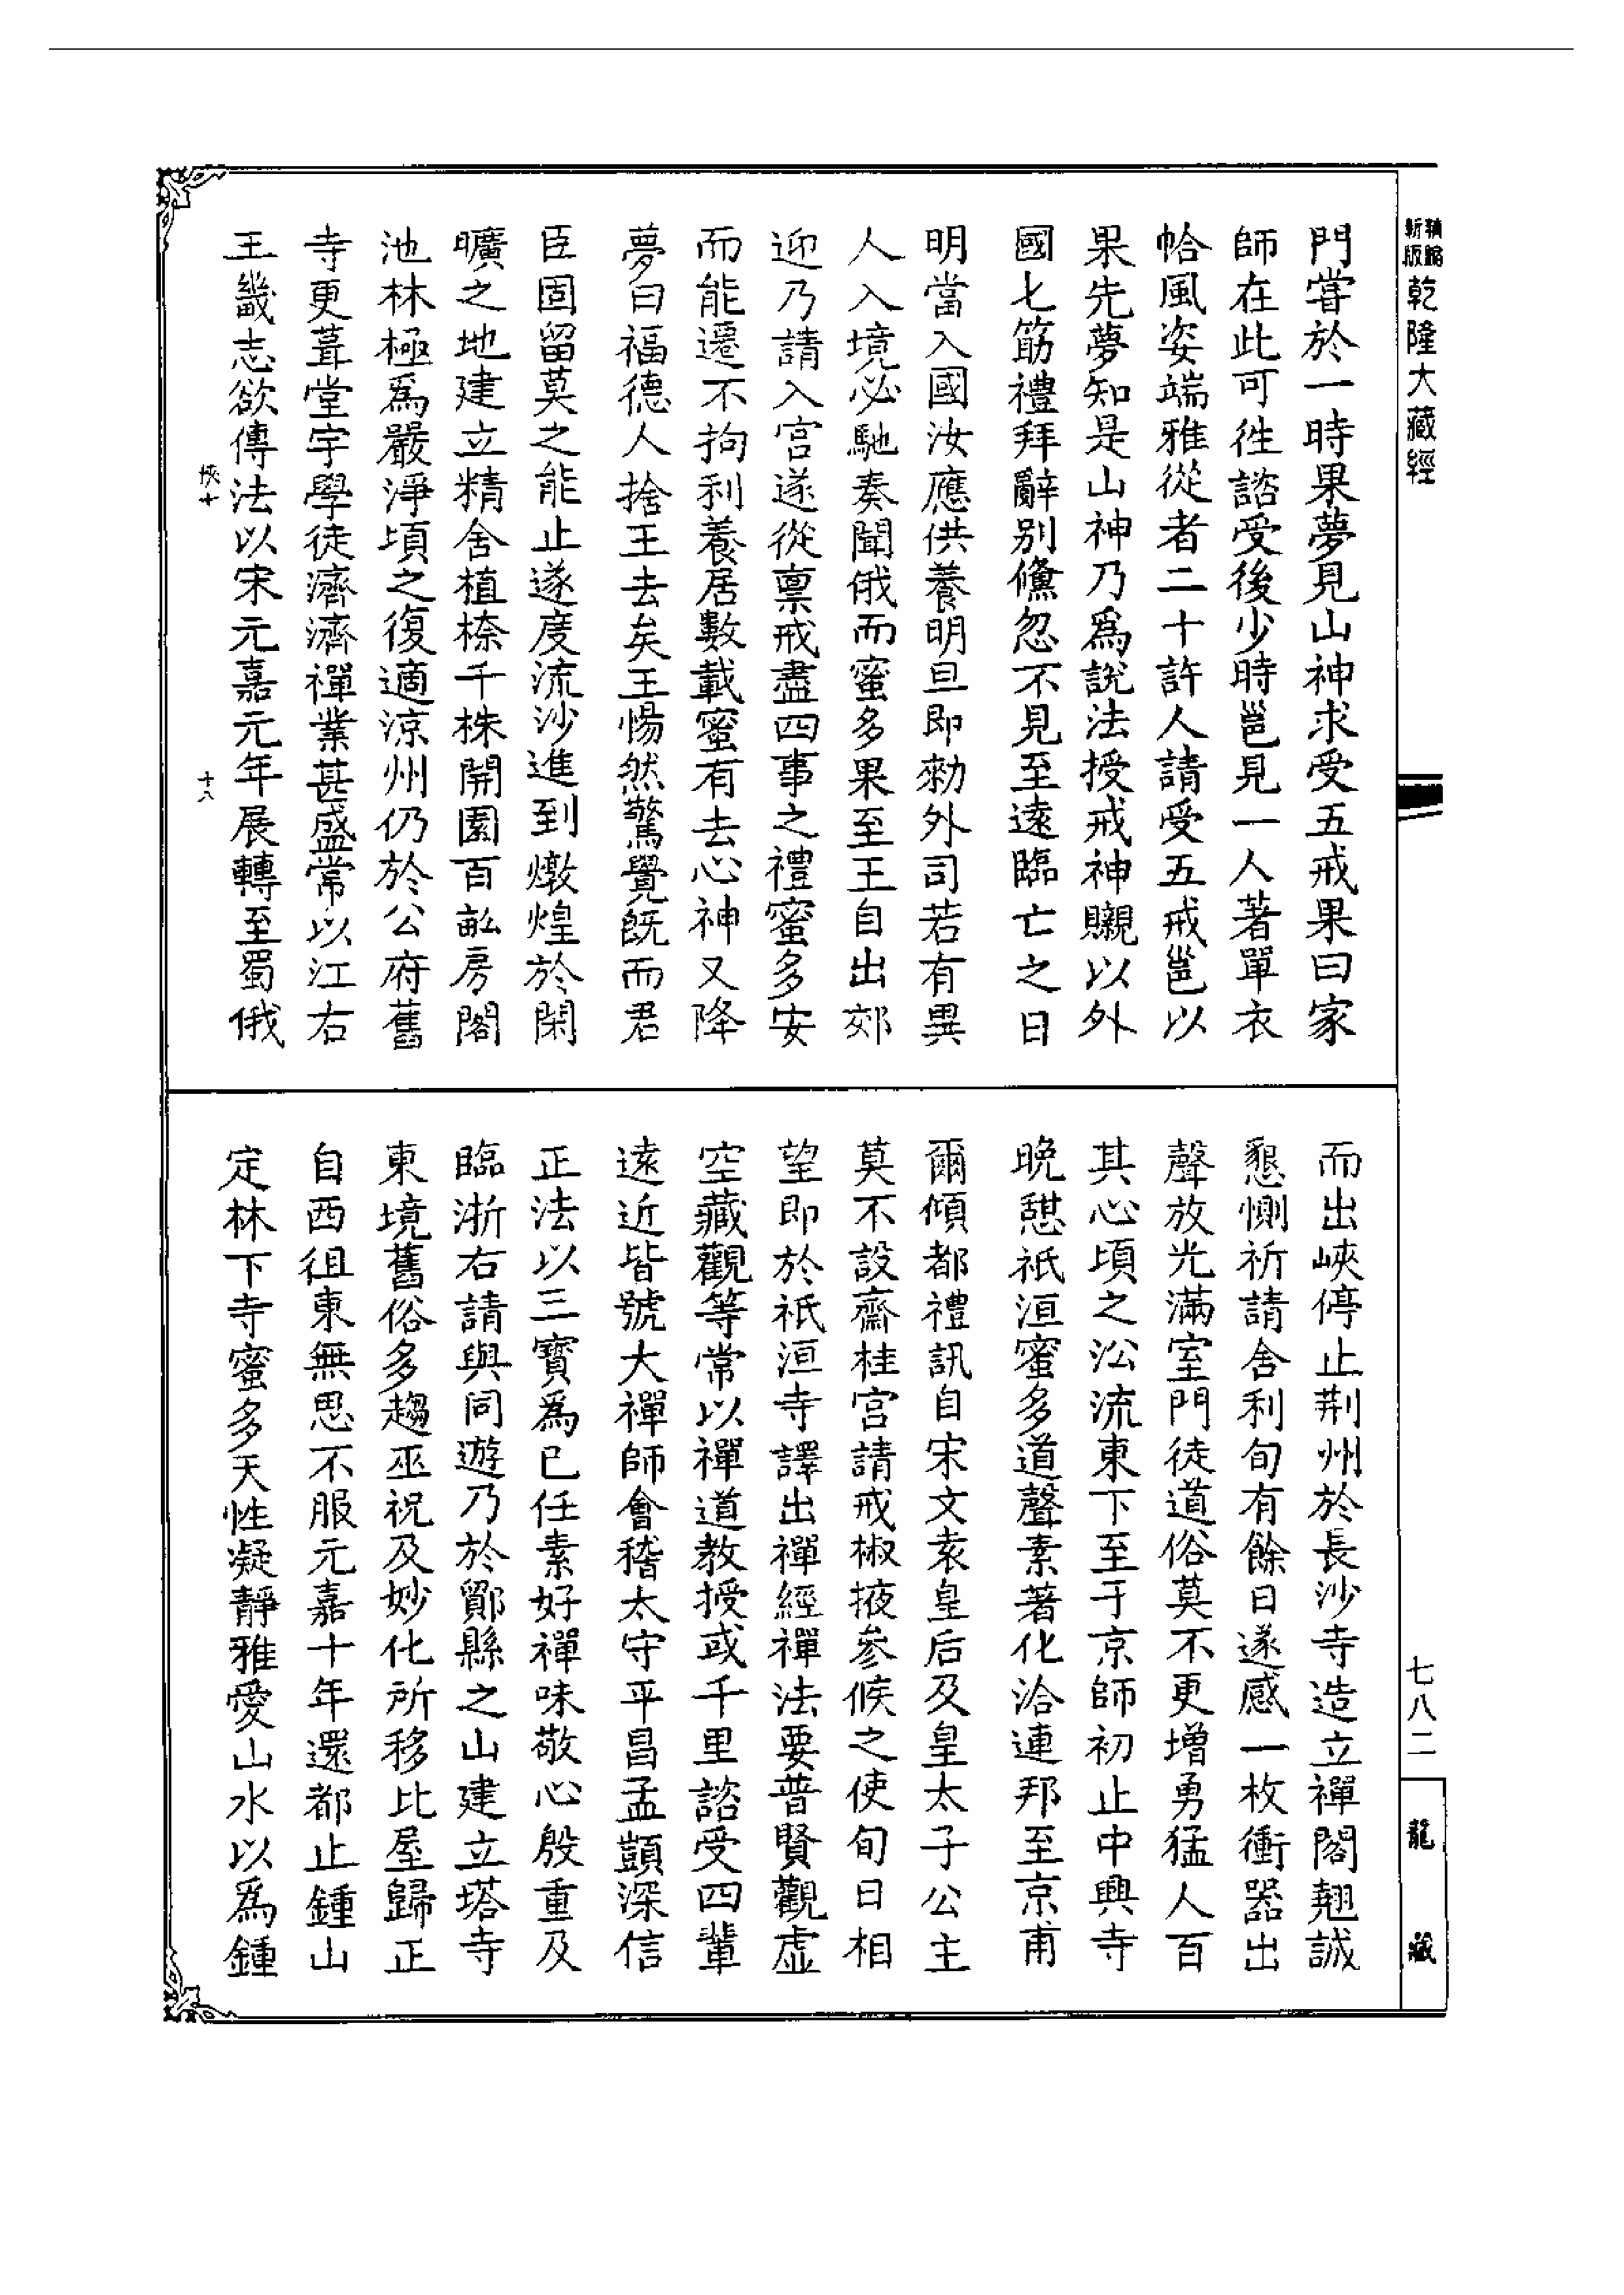 新版精編乾隆大藏經
門甞於一時果夢見山神求受五戒果曰家
師在此可徃諮受後少時邕見一人著單衣
帢風姿端雅從者二十許人請受五戒邕以
果先夢知是山神乃爲説法授戒神賵以外
國七筯禮拜辭别儵忽不見至遠臨亡之日
明當入國汝應供養明旦即勑外司若有異
人入境必馳奏聞俄而蜜多果至王自出郊
迎乃請入宫遂從禀戒盡四事之禮蜜多安
而能遷不拘利養居數載蜜有去心神又降
夢曰福德人捨王去矣王惕然驚覺既而君
臣固留莫之能止遂度流沙進到燉煌於閑
曠之地建立精舍植㮈千株開園百畝房閣
池林極爲嚴淨頃之復適凉州仍於公府舊
寺更葺堂宇學徒濟濟禪業甚盛常以江右
王畿志欲傳法以宋元嘉元年展轉至蜀俄
十八
而出峽停止荆州於長沙寺造立禪閣翹誠
懇惻祈請舍利旬有餘日遂感一枚衝器出
聲放光滿室門徒道俗莫不更增勇猛人百
其心頃之沿流東下至于京師初止中興寺
晚憇祇洹蜜多道聲素著化洽連邦至京甫
爾傾都禮訊自宋文袁皇后及皇太子公主
莫不設齋桂宫請戒椒掖參候之使旬日相
望即於祇洹寺譯出禪經禪法要普賢觀虚
空藏觀等常以禪道教授或千里諮受四輩
遠近皆號大禪師會稽太守平昌孟顗深信
正法以三寳爲已任素好禪味敬心殷重及
臨浙右請與同遊乃於鄮縣之山建立塔寺
東境舊俗多趨巫祝及妙化所移比屋歸正
自西徂東無思不服元嘉十年還都止鍾山
定林下寺蜜多天性凝靜雅愛山水以爲鍾
七八二
龍藏